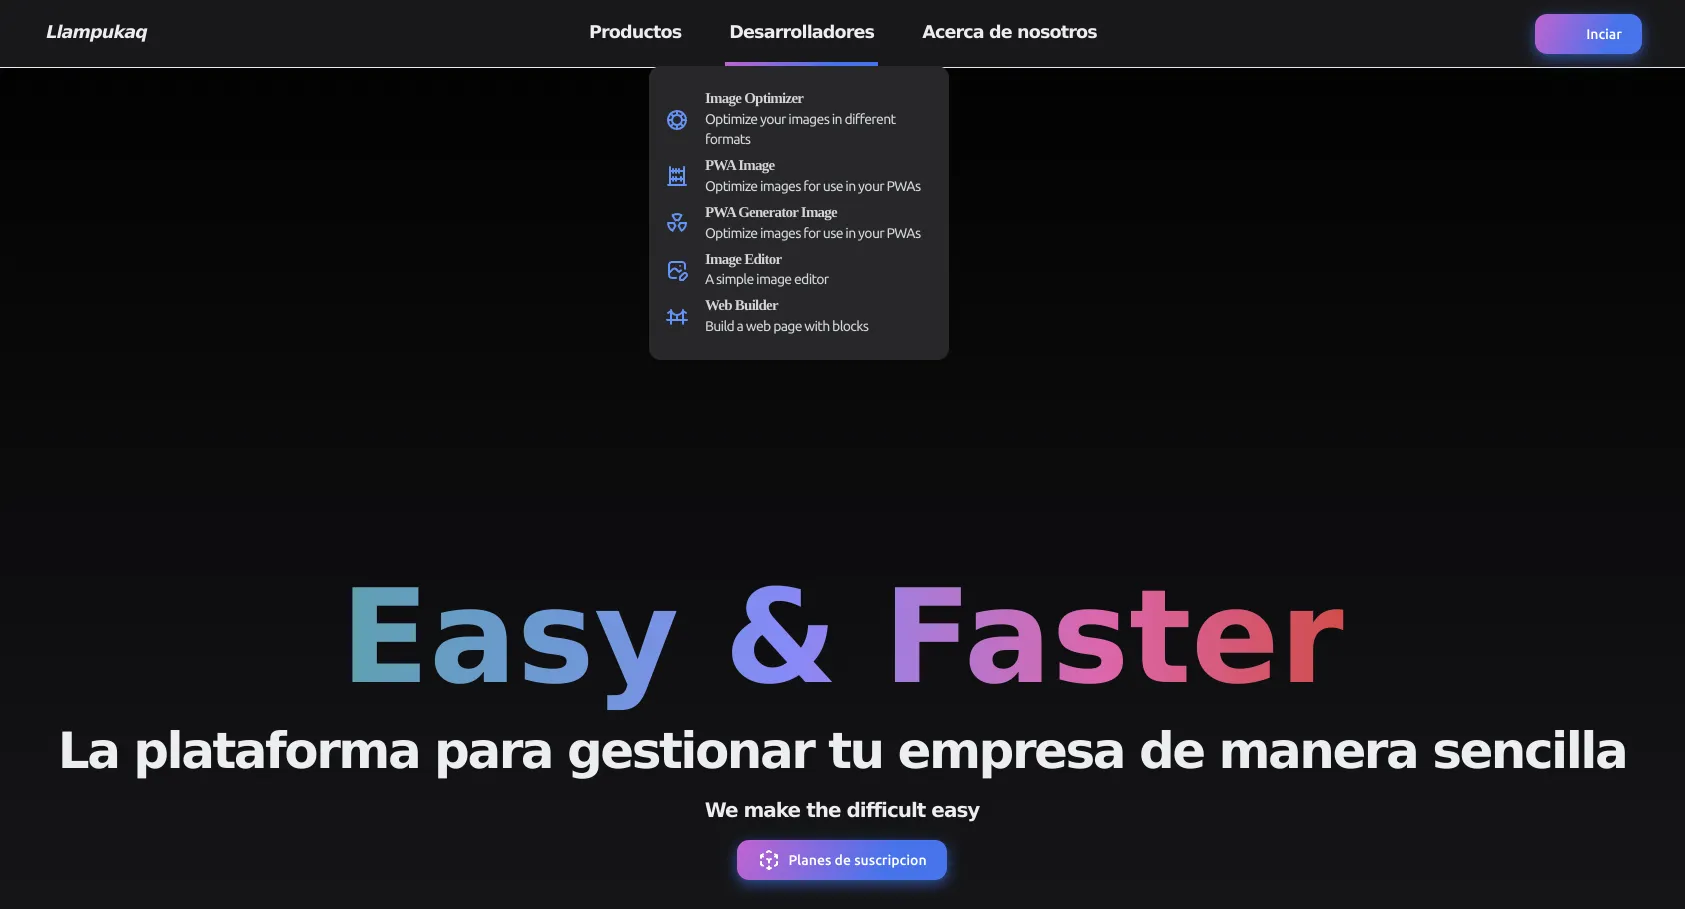 Llampukaq
Productos
Desarrolladores
Acerca de nosotros
Inciar
Image Optimizer
Optimize your images in different
formats
PWA Image
Optimize images for use in your PWAs
PWA Generator Image
Optimize images for use in your PWAs
Image Editor
A simple image editor
Web Builder
Build a web page with blocks
Easy & Faster
La plataforma para gestionar tu empresa de manera sencilla
We make the difficult easy
Planes de suscripcion